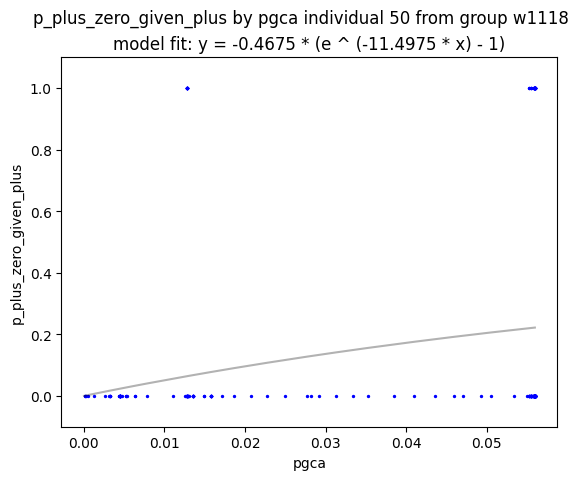 p_plus_zero_given_plus by pgca individual 50 from group w1118
model fit: y = -0.4675 * (e ^ (-11.4975 * x) - 1)
1.0
0.8
0.6
0.4
0.2
0.0
p_plus_zero_given_plus
0.00 0.01 0.02 0.03 0.04 0.05
pgca